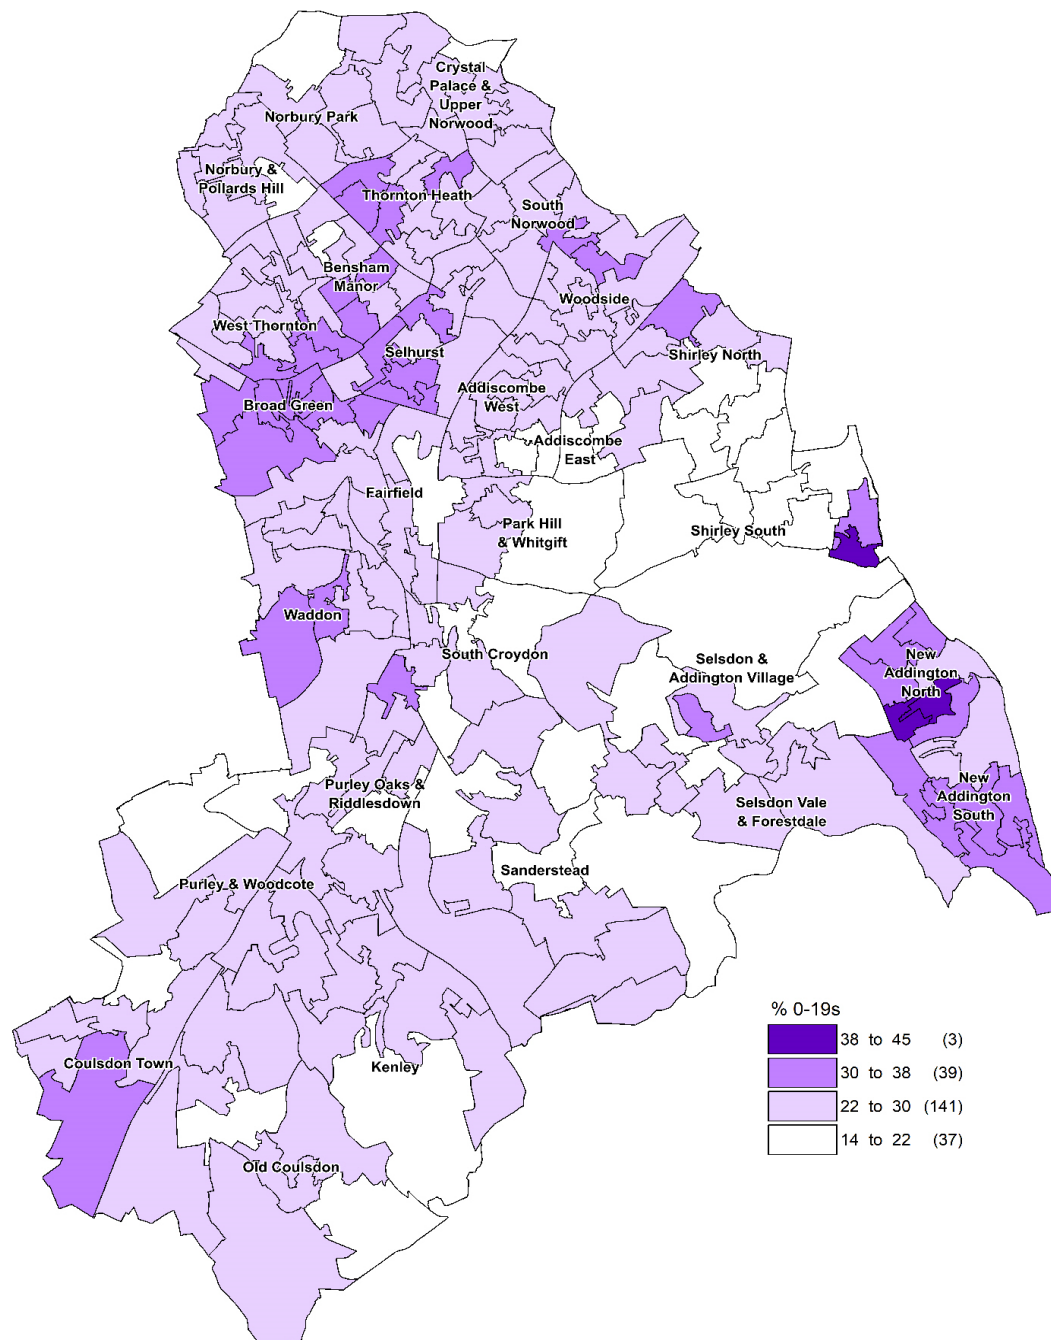 Crystal
Palace &
Upper
Norwood
Norbury Park
Norbury &
Pollards Hill
Thornton Heath
South
Norwood
Bensham
Manor
Woodside
West Thornton
Selhurst
Shirley North
Addiscombe
West
Broad Green
Addiscombe
East
Fairfield
Park Hill
& Whitgift
Shirley South
Waddon
South Croydon
Selsdon &
Addington Village
New
Addington
North
Purley Oaks &
Riddlesdown
Selsdon Vale
& Forestdale
New
Addington
South
Sanderstead
Purley & Woodcote
Coulsdon Town
Kenley
Old Coulsdon
% 0-19s
38 to 45 (3)
30 to 38 (39)
22 to 30 (141)
14 to 22 (37)